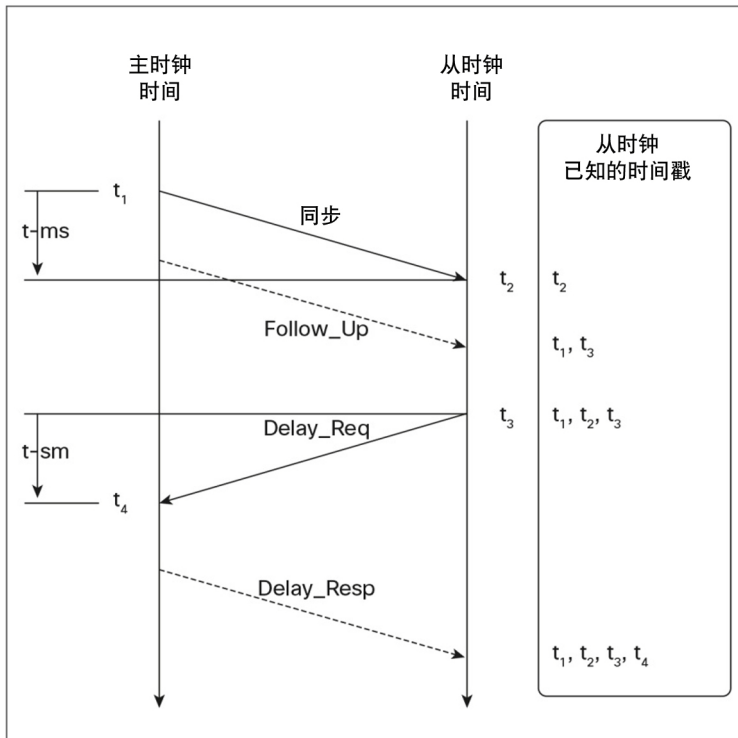 主时钟
时间
从时钟
时间
从时钟
已知的时间戳
t₁
同步
t-ms
t₂
t₂
Follow_Up
t₁, t₃
t₃
t₁, t₂, t₃
Delay_Req
t-sm
t₄
Delay_Resp
t₁, t₂, t₃, t₄